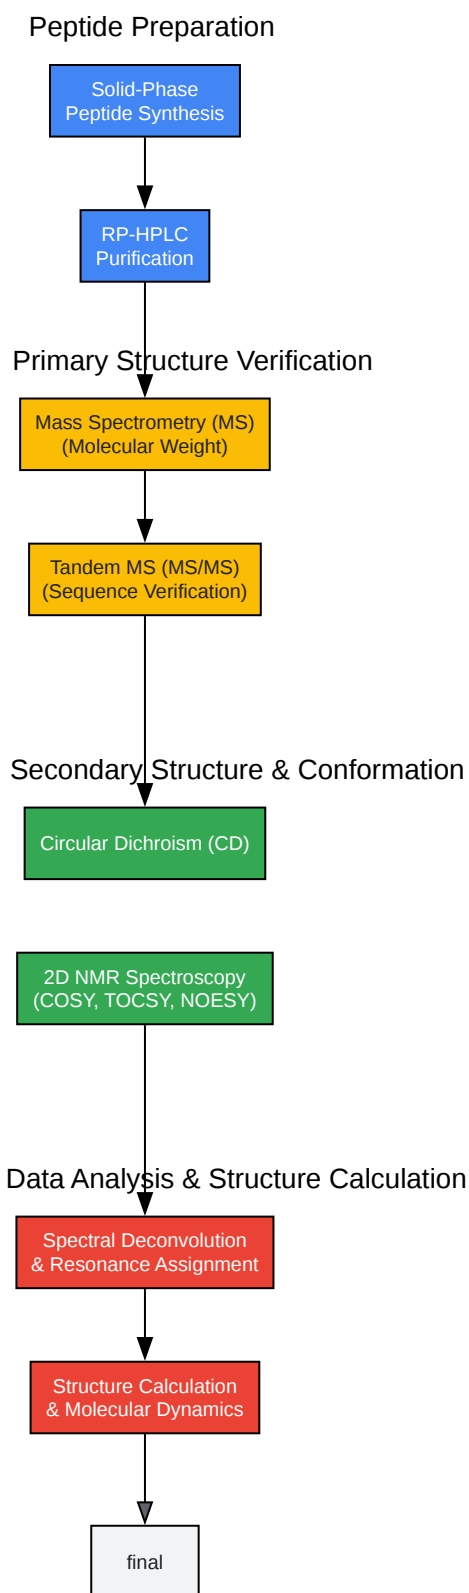 Peptide Preparation
Solid-Phase
Peptide Synthesis
RP-HPLC
Purification
Primary Structure Verification
Mass Spectrometry (MS)
(Molecular Weight)
Tandem MS (MS/MS)
(Sequence Verification)
Secondary Structure & Conformation
Circular Dichroism (CD)
2D NMR Spectroscopy
(COSY, TOCSY, NOESY)
Data Analysis & Structure Calculation
Spectral Deconvolution
& Resonance Assignment
Structure Calculation
& Molecular Dynamics
final